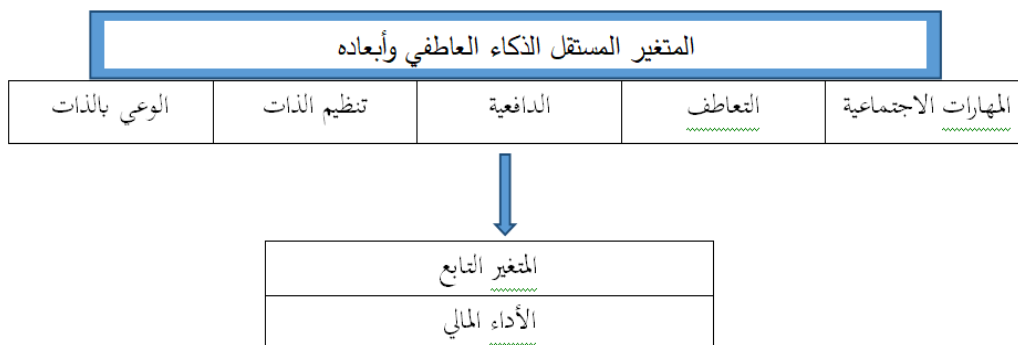 المتغير المستقل الذكاء العاطفي وأبعاده
المهارات الاجتماعية التعاطف الدافعية تنظيم الذات الوعي بالذات
المتغير التابع
الأداء المالي